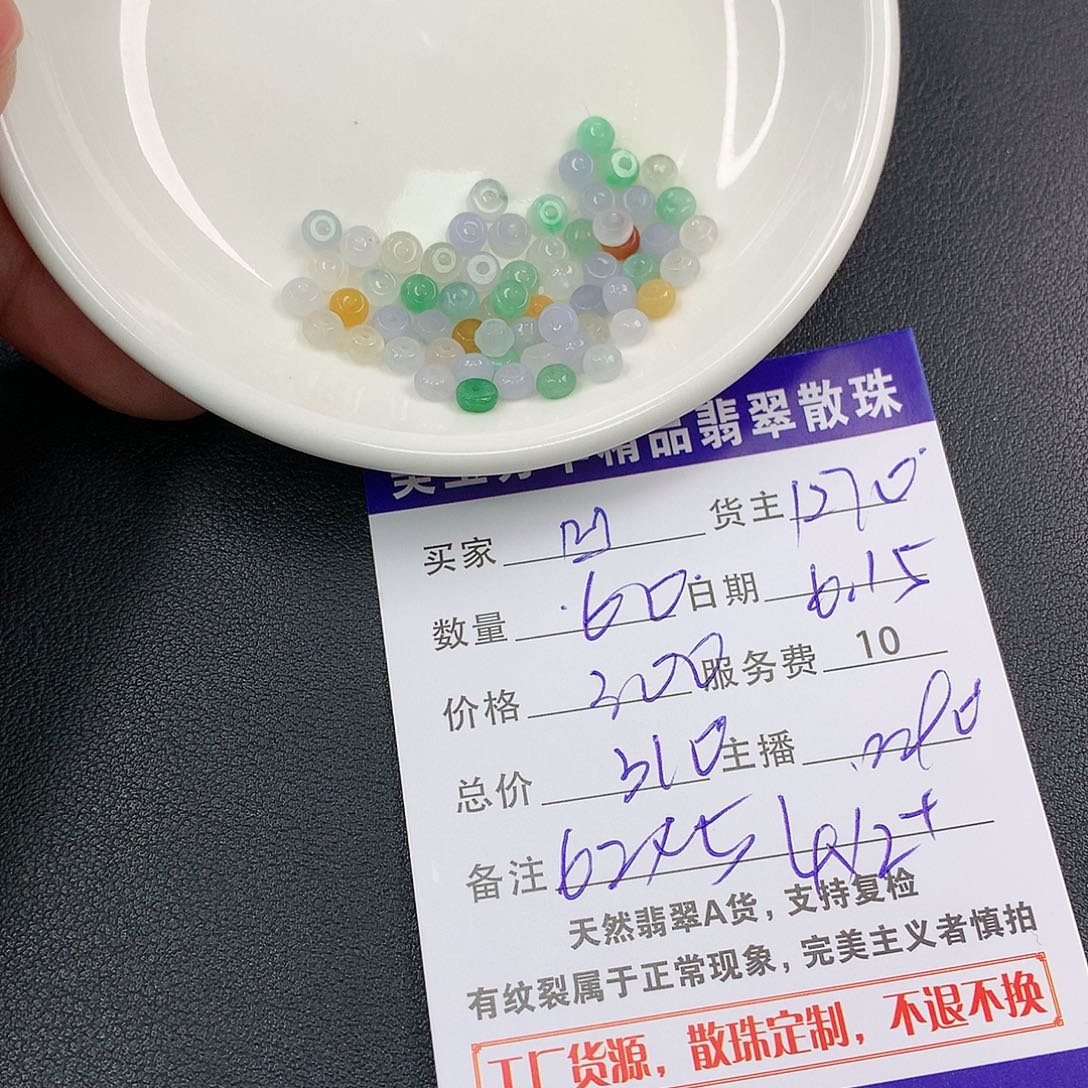 精品翡翠散珠
买家 凹 货主 1270
数量 60 日期 6.15
价格 300 服务费 10
总价 310 主播
备注
天然翡翠A货，支持复检
有纹裂属于正常现象，完美主义者慎拍
工厂货源，散珠定制，不退不换